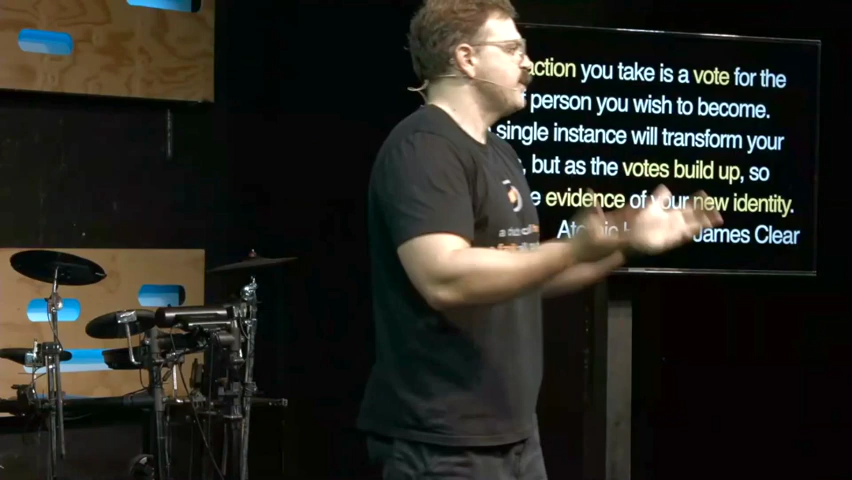 action you take is a vote for the
person you wish to become.
single instance will transform your
, but as the votes build up, so
evidence of your new identity.
James Clear